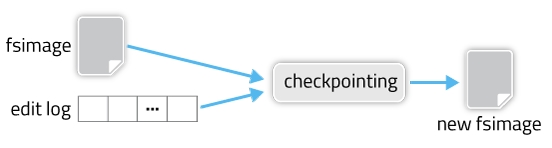 fsimage
edit log
...
checkpointing
new fsimage